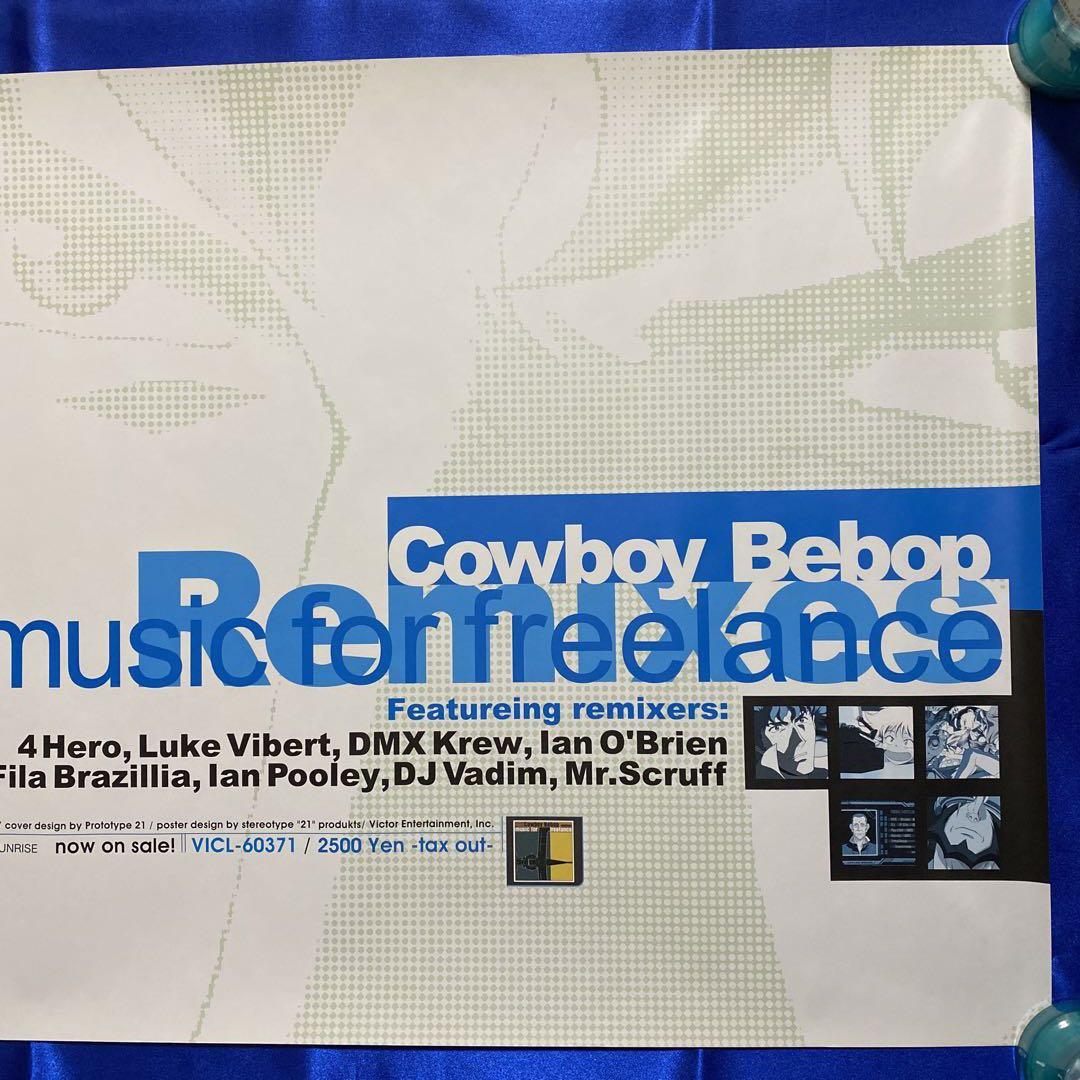 Cowboy Bebop
Remixes
music for freelance
Featureing remixers:
4Hero, Luke Vibert, DMX Krew, Ian O'Brien
Fila Brazillia, Ian Pooley, DJ Vadim, Mr.Scruff
/ cover design by Prototype 21 / poster design by stereotype "21" produkts/ Victor Entertainment, Inc.
now on sale! VICL-60371 / 2500 Yen -tax out-